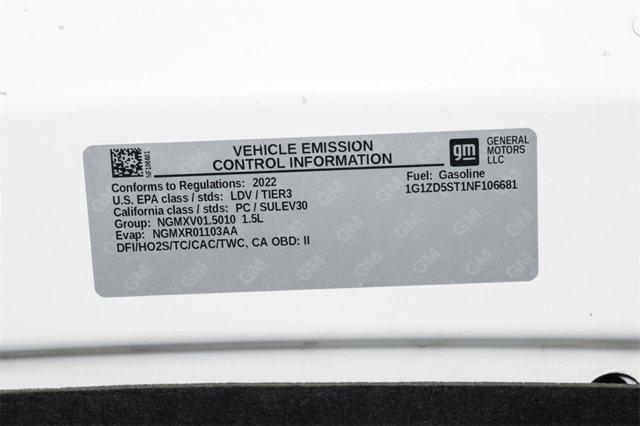 NF106681
VEHICLE EMISSION
CONTROL INFORMATION
gm
GENERAL
MOTORS
LLC
Conforms to Regulations: 2022
U.S. EPA class / stds: LDV / TIER3
California class / stds: PC / SULEV30
Group: NGMXV01.5010 1.5L
Evap: NGMXR01103AA
DFI/HO2S/TC/CAC/TWC, CA OBD: II
Fuel: Gasoline
1G1ZD5ST1NF106681
GM